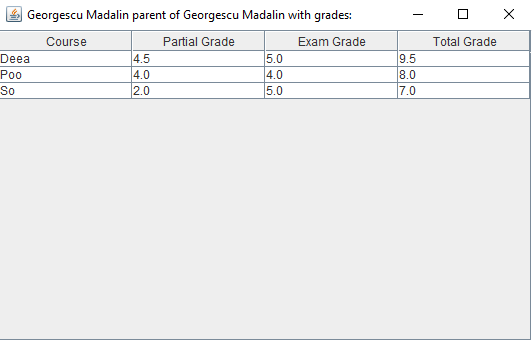 Georgescu Madalin parent of Georgescu Madalin with grades:
Course Partial Grade Exam Grade Total Grade
Deea 4.5 5.0 9.5
Poo 4.0 4.0 8.0
So 2.0 5.0 7.0